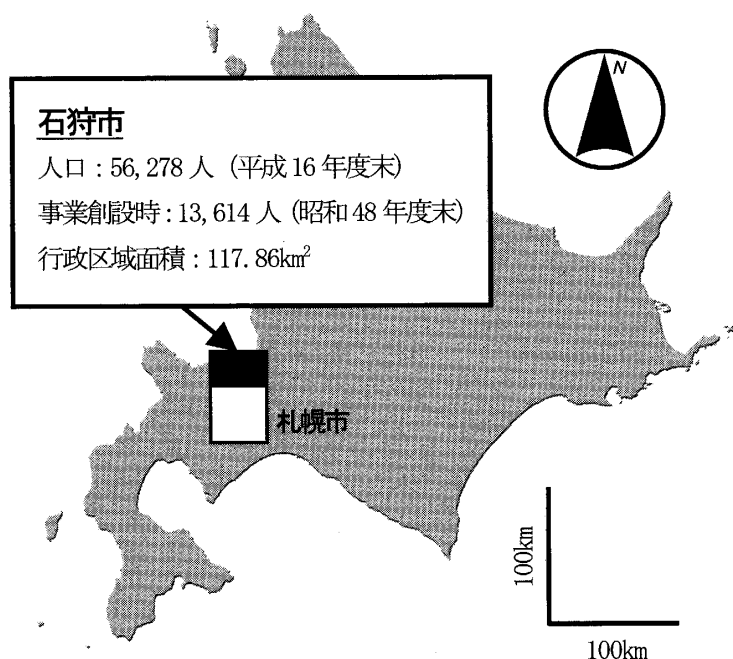 石狩市
人口：56,278人（平成16年度末）
事業創設時：13,614人（昭和48年度末）
行政区域面積：117.86km²
N
札幌市
100km
100km